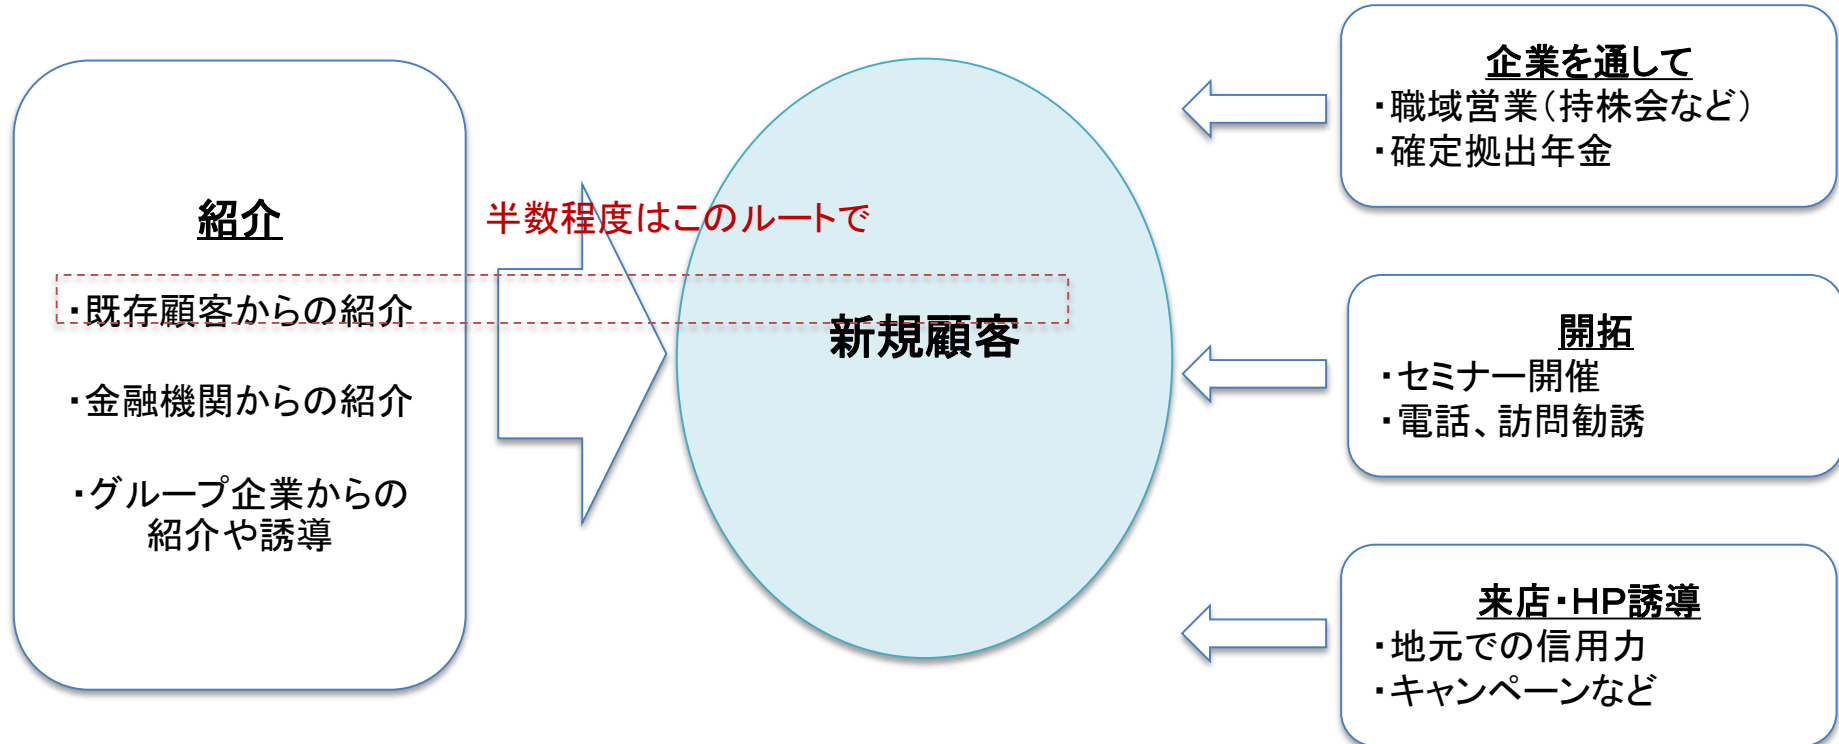 紹介
・既存顧客からの紹介
・金融機関からの紹介
・グループ企業からの
紹介や誘導
半数程度はこのルートで
新規顧客
企業を通して
・職域営業（持株会など）
・確定拠出年金
開拓
・セミナー開催
・電話、訪問勧誘
来店・HP誘導
・地元での信用力
・キャンペーンなど